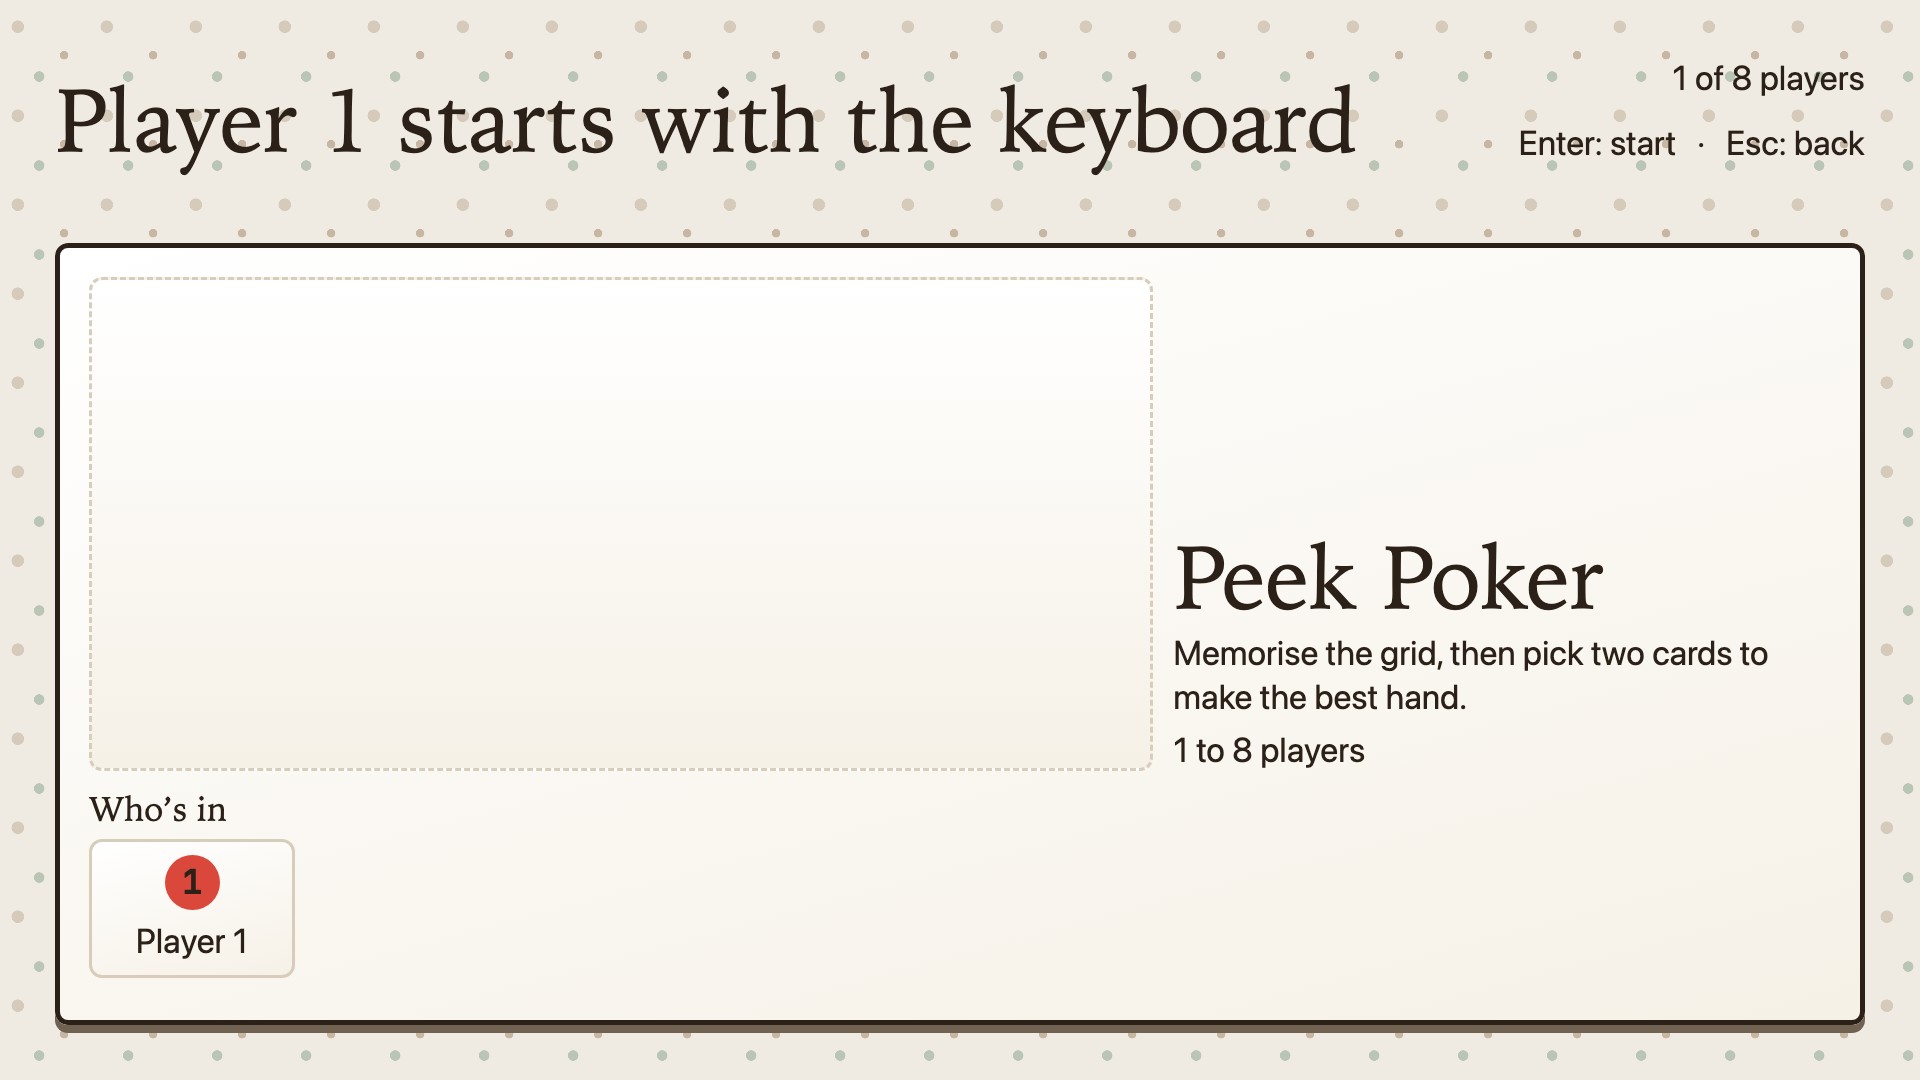 Player 1 starts with the keyboard
1 of 8 players
Enter: start · Esc: back
Peek Poker
Memorise the grid, then pick two cards to
make the best hand.
1 to 8 players
Who’s in
1
Player 1